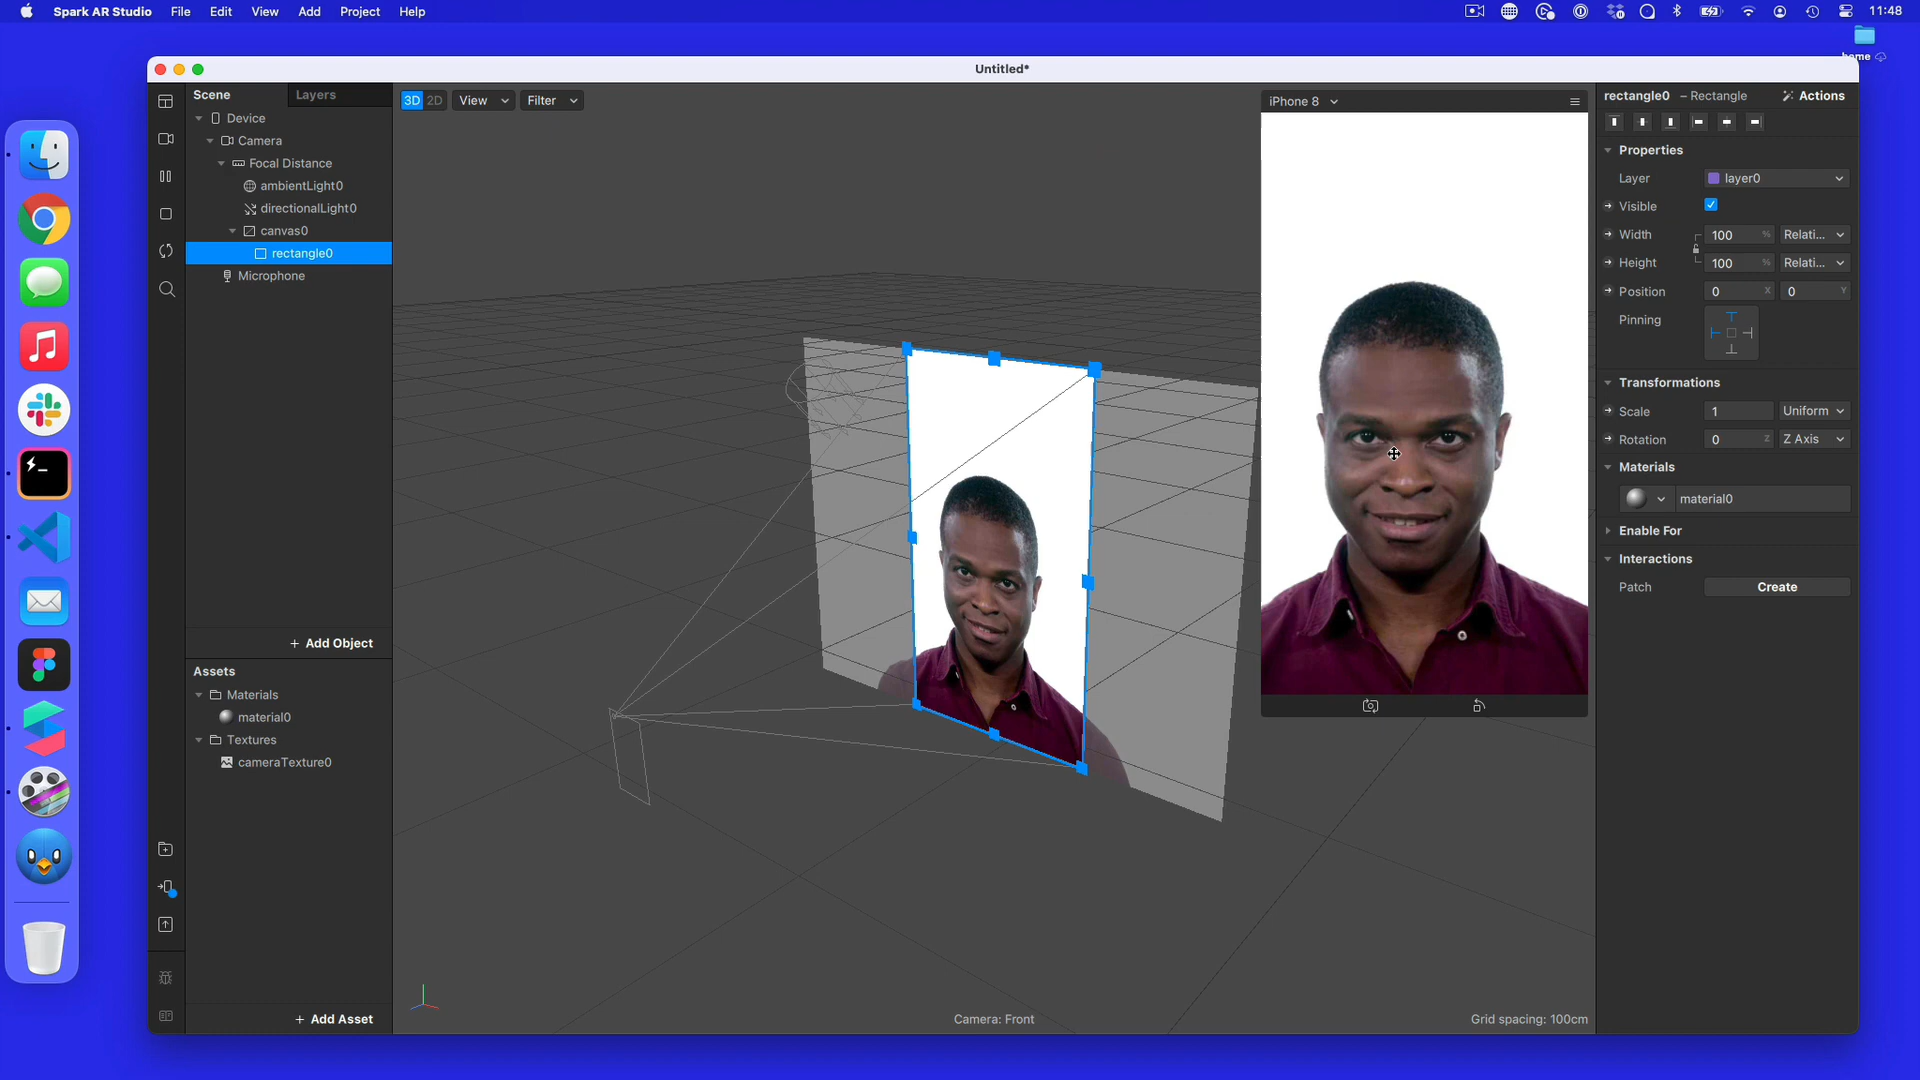 Spark AR Studio File Edit View Add Project Help 11:48
home
Untitled*
Scene Layers
Device
Camera
Focal Distance
ambientLight0
directionalLight0
canvas0
rectangle0
Microphone
+ Add Object
Assets
Materials
material0
Textures
cameraTexture0
+ Add Asset
3D 2D View Filter
iPhone 8
Camera: Front
Grid spacing: 100cm
rectangle0 – Rectangle Actions
Properties
Layer layer0
Visible
Width 100 % Relati...
Height 100 % Relati...
Position 0 X 0 Y
Pinning
Transformations
Scale 1 Uniform
Rotation 0 Z Z Axis
Materials
material0
Enable For
Interactions
Patch Create